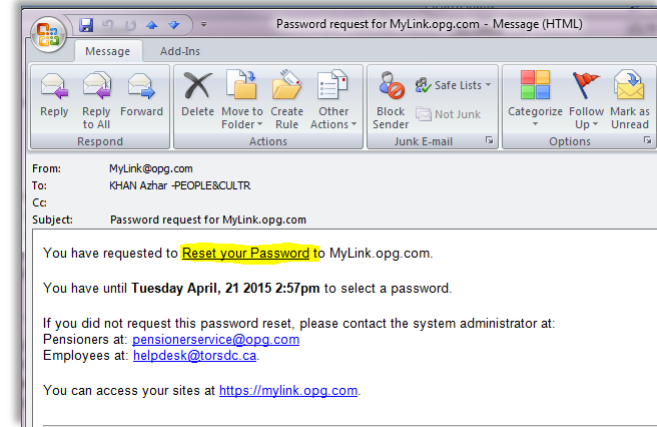 Password request for MyLink.opg.com - Message (HTML)
Message Add-Ins
Reply Reply to All Forward Delete Move to Folder Create Rule Other Actions Block Sender Safe Lists Not Junk Categorize Follow Up Mark as Unread
Respond Actions Junk E-mail Options
From: MyLink@opg.com
To: KHAN Azhar -PEOPLE&CULTR
Cc:
Subject: Password request for MyLink.opg.com
You have requested to Reset your Password to MyLink.opg.com.
You have until Tuesday April, 21 2015 2:57pm to select a password.
If you did not request this password reset, please contact the system administrator at:
Pensioners at: pensionerservice@opg.com
Employees at: helpdesk@torsdc.ca.
You can access your sites at https://mylink.opg.com.